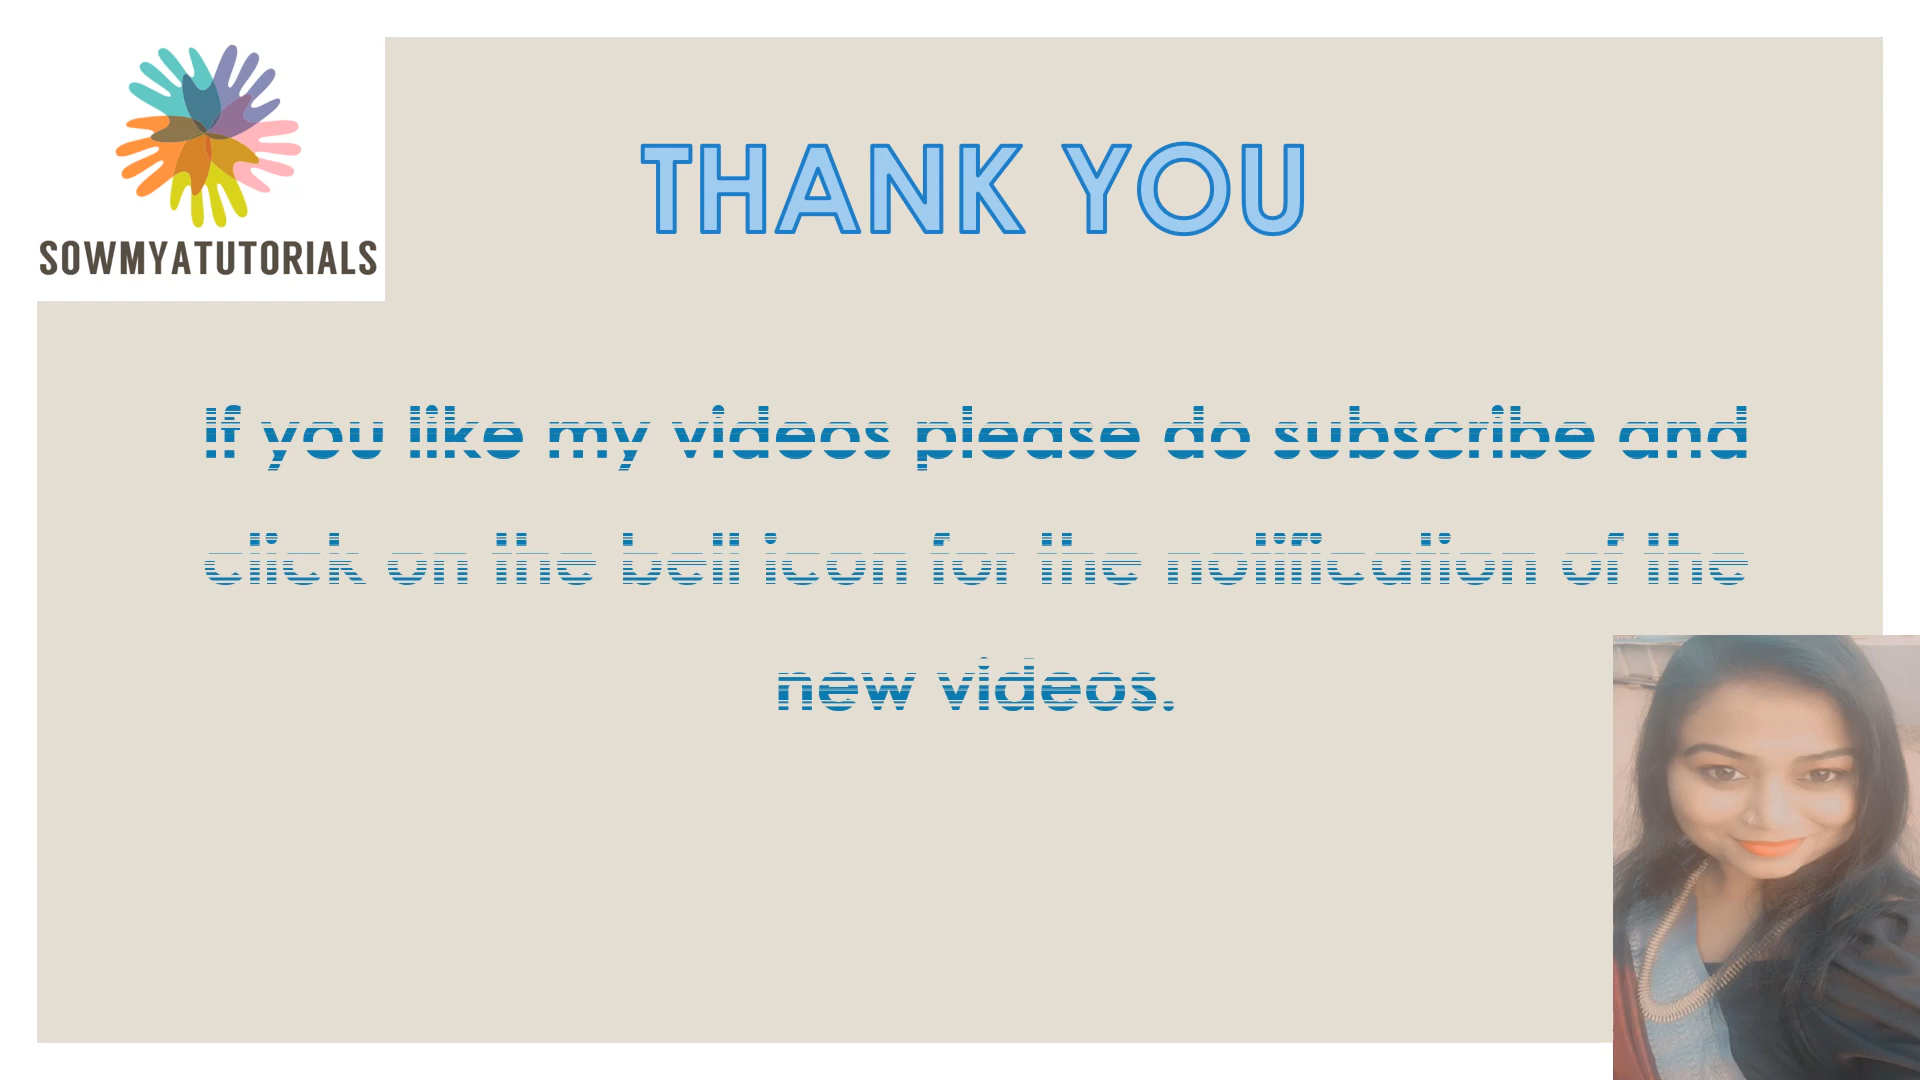 SOWMYATUTORIALS
THANK YOU
If you like my videos please do subscribe and
click on the bell icon for the notification of the
new videos.